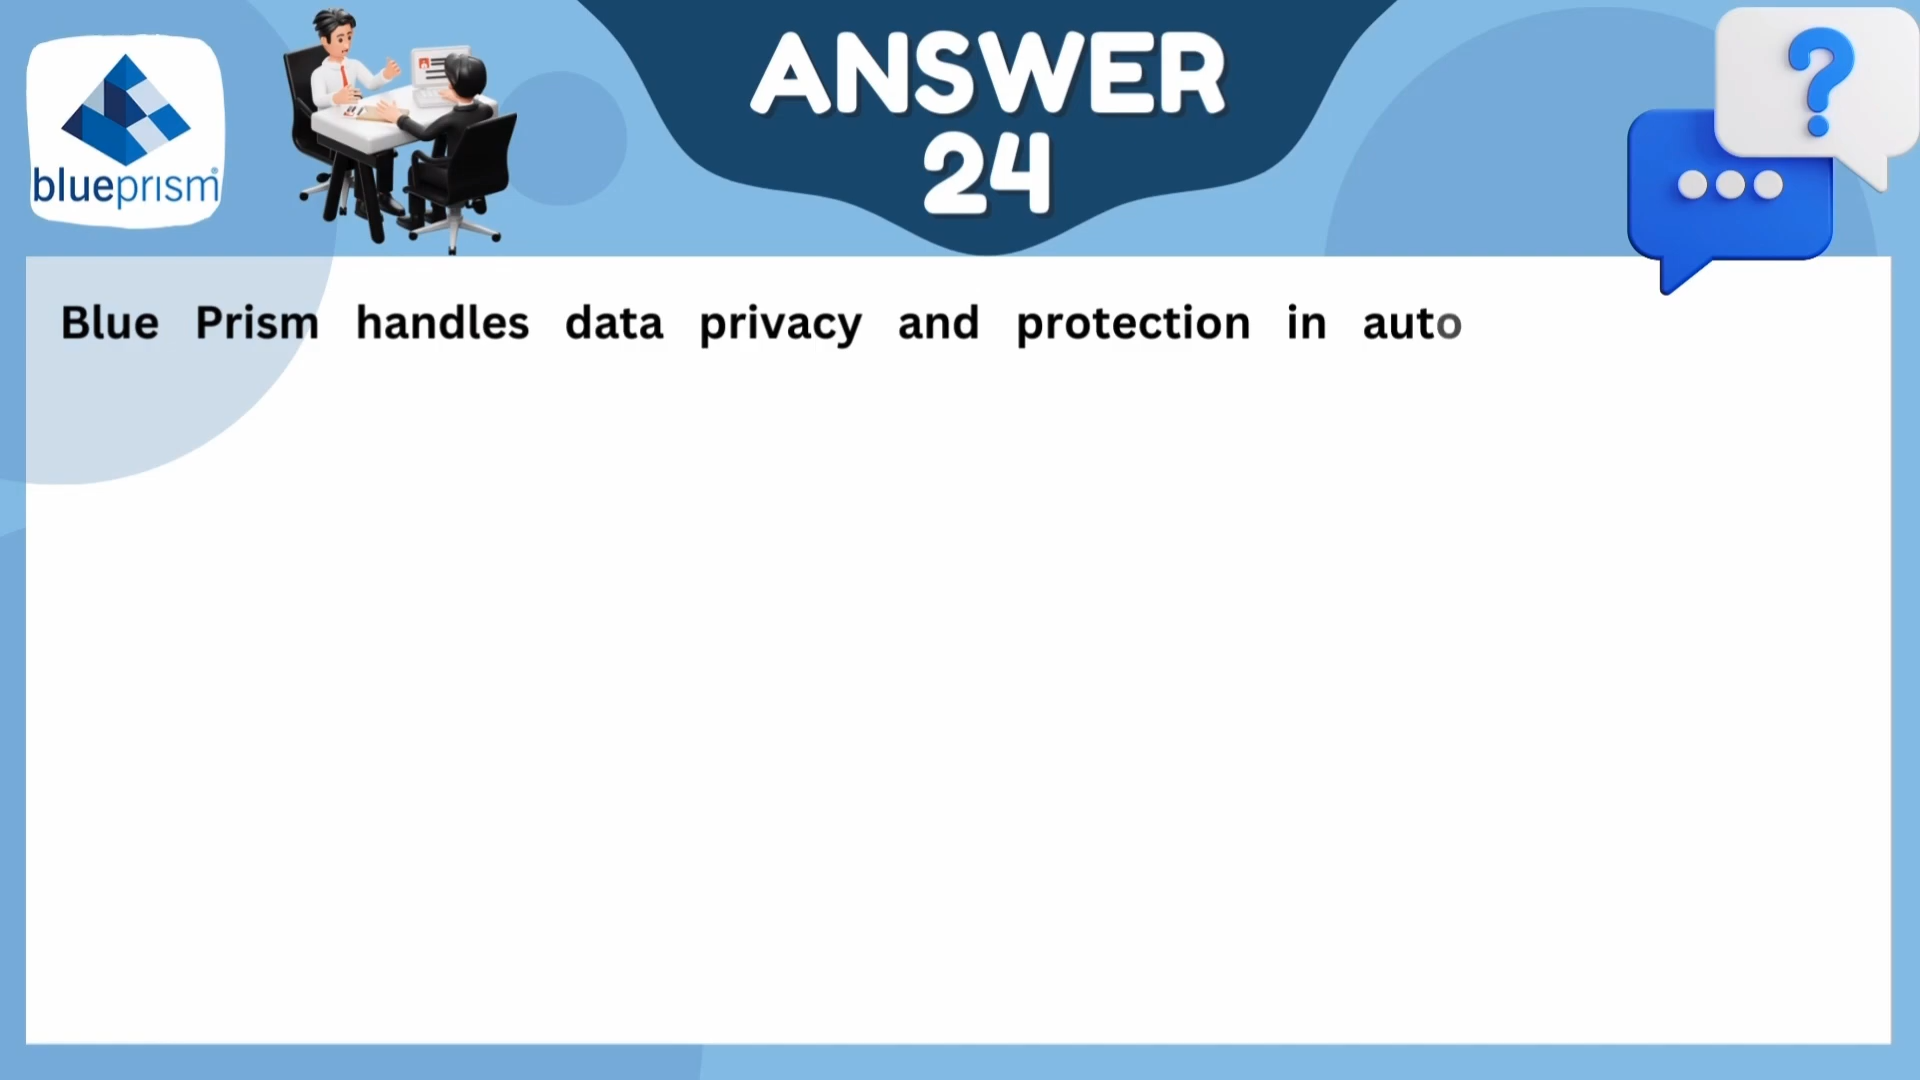 blueprism
ANSWER
24
?
Blue Prism handles data privacy and protection in auto